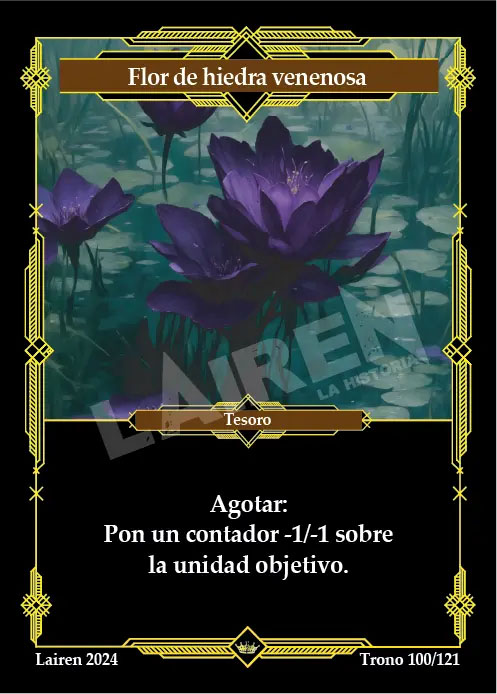 Flor de hiedra venenosa
LAIREN
LA HISTORIA
Tesoro
Agotar:
Pon un contador -1/-1 sobre
la unidad objetivo.
Lairen 2024
Trono 100/121